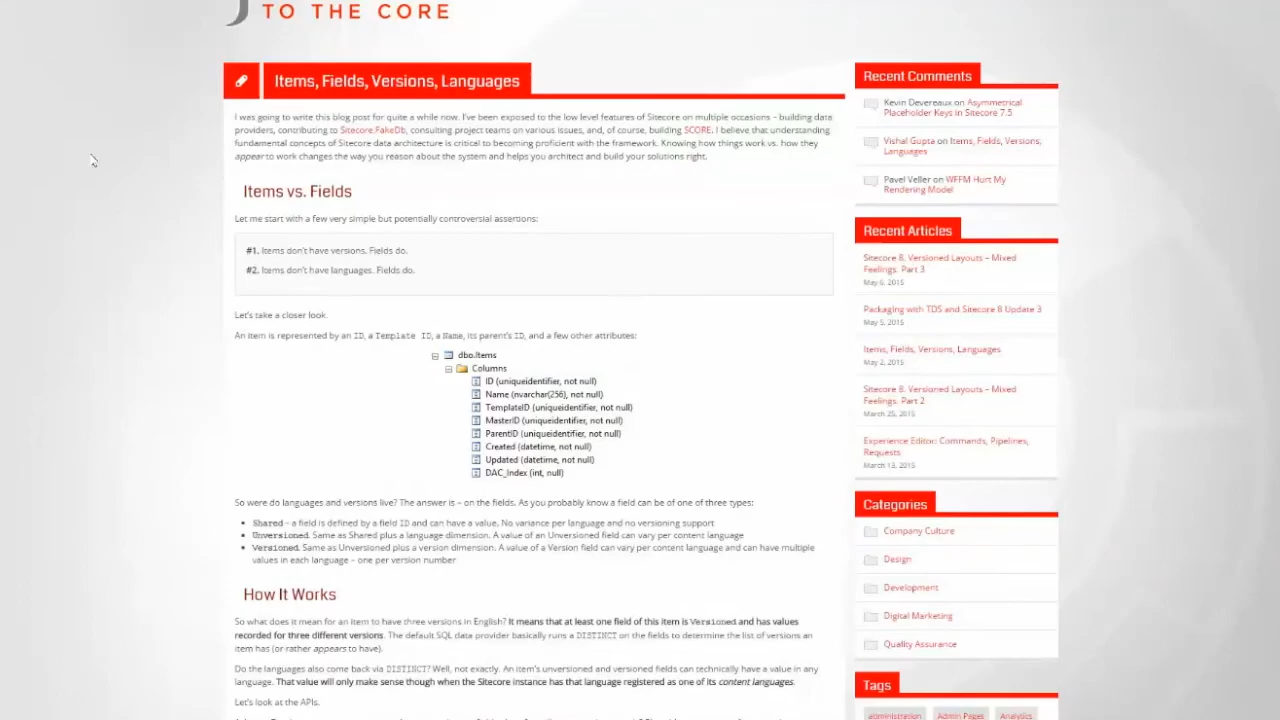 TO THE CORE
Items, Fields, Versions, Languages
I was going to write this blog post for quite a while now. I've been exposed to the low level features of Sitecore on multiple occasions – building data
providers, contributing to Sitecore.FakeDb, consulting project teams on various issues, and, of course, building SCORE. I believe that understanding
fundamental concepts of Sitecore data architecture is critical to becoming proficient with the framework. Knowing how things work vs. how they
appear to work changes the way you reason about the system and helps you architect and build your solutions right.
Items vs. Fields
Let me start with a few very simple but potentially controversial assertions:
#1. Items don't have versions. Fields do.
#2. Items don't have languages. Fields do.
Let's take a closer look.
An item is represented by an ID, a Template ID, a Name, its parent's ID, and a few other attributes:
dbo.Items
Columns
ID (uniqueidentifier, not null)
Name (nvarchar(256), not null)
TemplateID (uniqueidentifier, not null)
MasterID (uniqueidentifier, not null)
ParentID (uniqueidentifier, not null)
Created (datetime, not null)
Updated (datetime, not null)
DAC_Index (int, null)
So were do languages and versions live? The answer is – on the fields. As you probably know a field can be of one of three types:
Shared – a field is defined by a field ID and can have a value. No variance per language and no versioning support
Unversioned. Same as Shared plus a language dimension. A value of an Unversioned field can vary per content language
Versioned. Same as Unversioned plus a version dimension. A value of a Version field can vary per content language and can have multiple
values in each language – one per version number
How It Works
So what does it mean for an item to have three versions in English? It means that at least one field of this item is Versioned and has values
recorded for three different versions. The default SQL data provider basically runs a DISTINCT on the fields to determine the list of versions an
item has (or rather appears to have).
Do the languages also come back via DISTINCT? Well, not exactly. An item's unversioned and versioned fields can technically have a value in any
language. That value will only make sense though when the Sitecore instance has that language registered as one of its content languages.
Let's look at the APIs.
Recent Comments
Kevin Devereaux on Asymmetrical
Placeholder Keys in Sitecore 7.5
Vishal Gupta on Items, Fields, Versions,
Languages
Pavel Veller on WFFM Hurt My
Rendering Model
Recent Articles
Sitecore 8. Versioned Layouts – Mixed
Feelings. Part 3
May 6, 2015
Packaging with TDS and Sitecore 8 Update 3
May 5, 2015
Items, Fields, Versions, Languages
May 2, 2015
Sitecore 8. Versioned Layouts – Mixed
Feelings. Part 2
March 25, 2015
Experience Editor: Commands, Pipelines,
Requests
March 13, 2015
Categories
Company Culture
Design
Development
Digital Marketing
Quality Assurance
Tags
administration Admin Pages Analytics